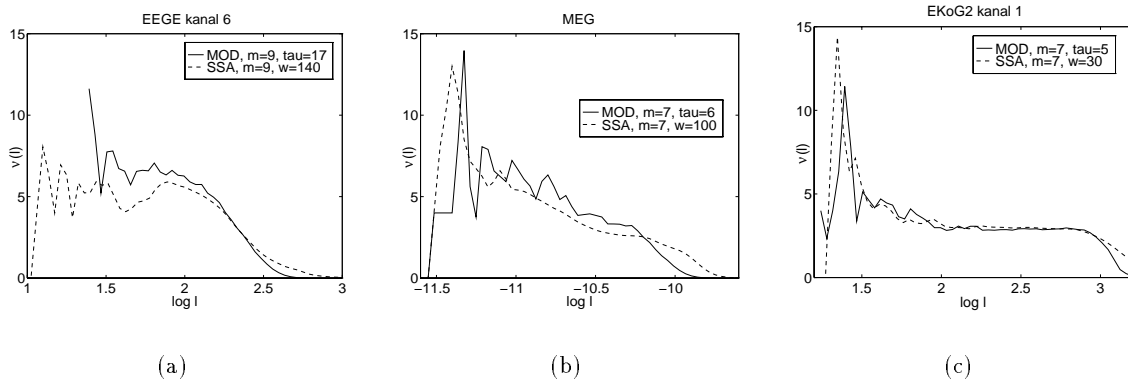 EEGE kanal 6
15
10
5
0
ν (l)
MOD, m=9, tau=17
SSA, m=9, w=140
1
1.5
2
2.5
3
log l
(a)
MEG
15
10
5
0
ν (l)
MOD, m=7, tau=6
SSA, m=7, w=100
−11.5
−11
−10.5
−10
log l
(b)
EKoG2 kanal 1
15
10
5
0
ν (l)
MOD, m=7, tau=5
SSA, m=7, w=30
1.5
2
2.5
3
log l
(c)